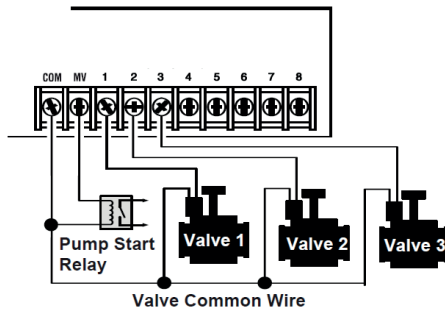 COM MV 1 2 3 4 5 6 7 8
Pump Start
Relay
Valve 1
Valve 2
Valve 3
Valve Common Wire